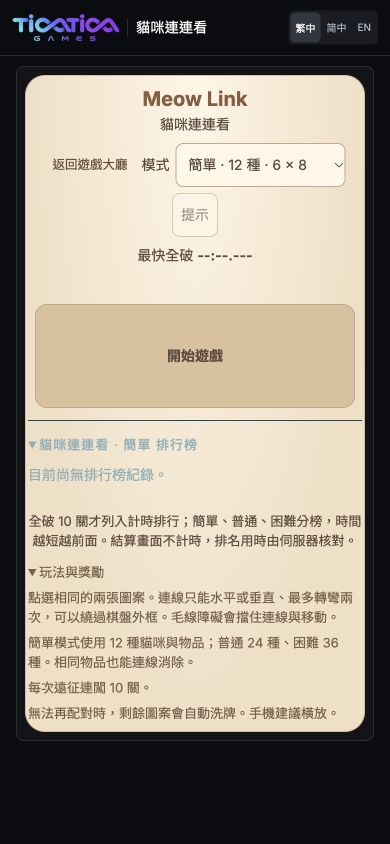 TICATICA
GAMES
貓咪連連看
繁中 简中 EN
Meow Link
貓咪連連看
返回遊戲大廳 模式 簡單 · 12 種 · 6 × 8
提示
最快全破 --:--.---
開始遊戲
▼貓咪連連看 · 簡單 排行榜
目前尚無排行榜紀錄。
全破 10 關才列入計時排行；簡單、普通、困難分榜，時間
越短越前面。結算畫面不計時，排名用時由伺服器核對。
▼玩法與獎勵
點選相同的兩張圖案。連線只能水平或垂直、最多轉彎兩
次，可以繞過棋盤外框。毛線障礙會擋住連線與移動。
簡單模式使用 12 種貓咪與物品；普通 24 種、困難 36
種。相同物品也能連線消除。
每次遠征連闖 10 關。
無法再配對時，剩餘圖案會自動洗牌。手機建議橫放。